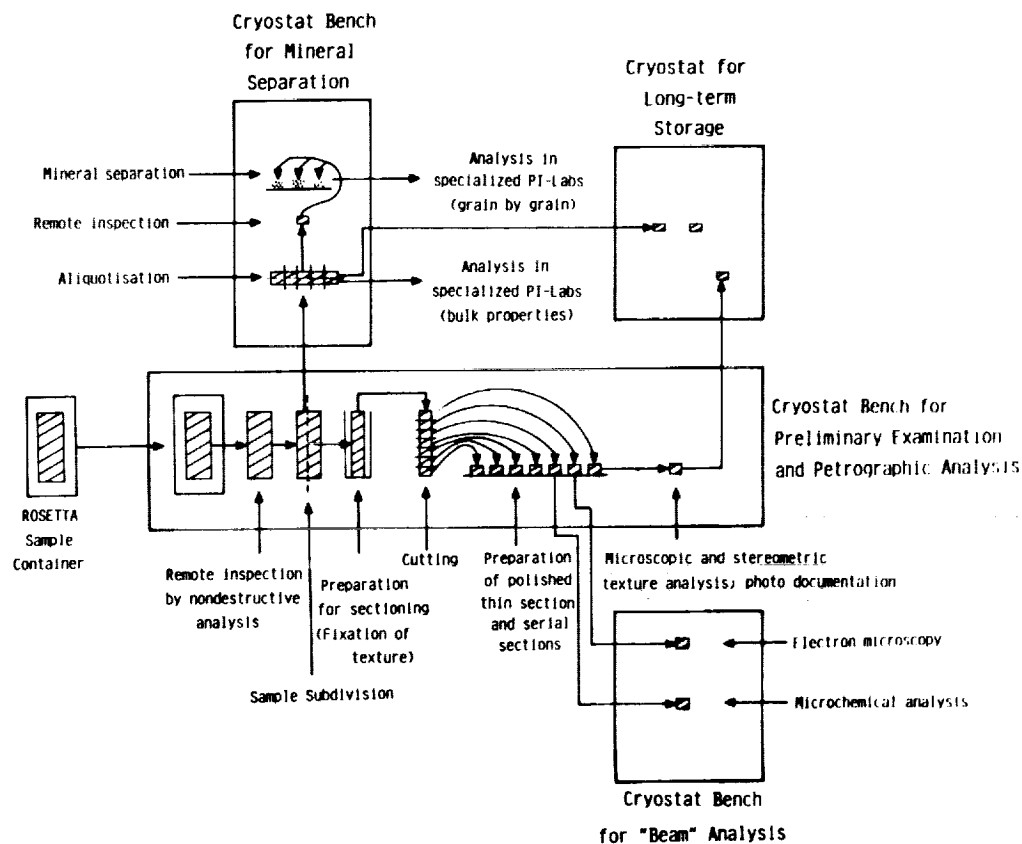 Cryostat Bench
for Mineral
Separation
Cryostat for
Long-term
Storage
Mineral separation
Remote inspection
Aliquotisation
Analysis in
specialized PI-Labs
(grain by grain)
Analysis in
specialized PI-Labs
(bulk properties)
Cryostat Bench for
Preliminary Examination
and Petrographic Analysis
ROSETTA
Sample
Container
Remote inspection
by nondestructive
analysis
Sample Subdivision
Preparation
for sectioning
(Fixation of
texture)
Cutting
Preparation
of polished
thin section
and serial
sections
Microscopic and stereometric
texture analysis; photo documentation
Electron microscopy
Microchemical analysis
Cryostat Bench
for "Beam" Analysis